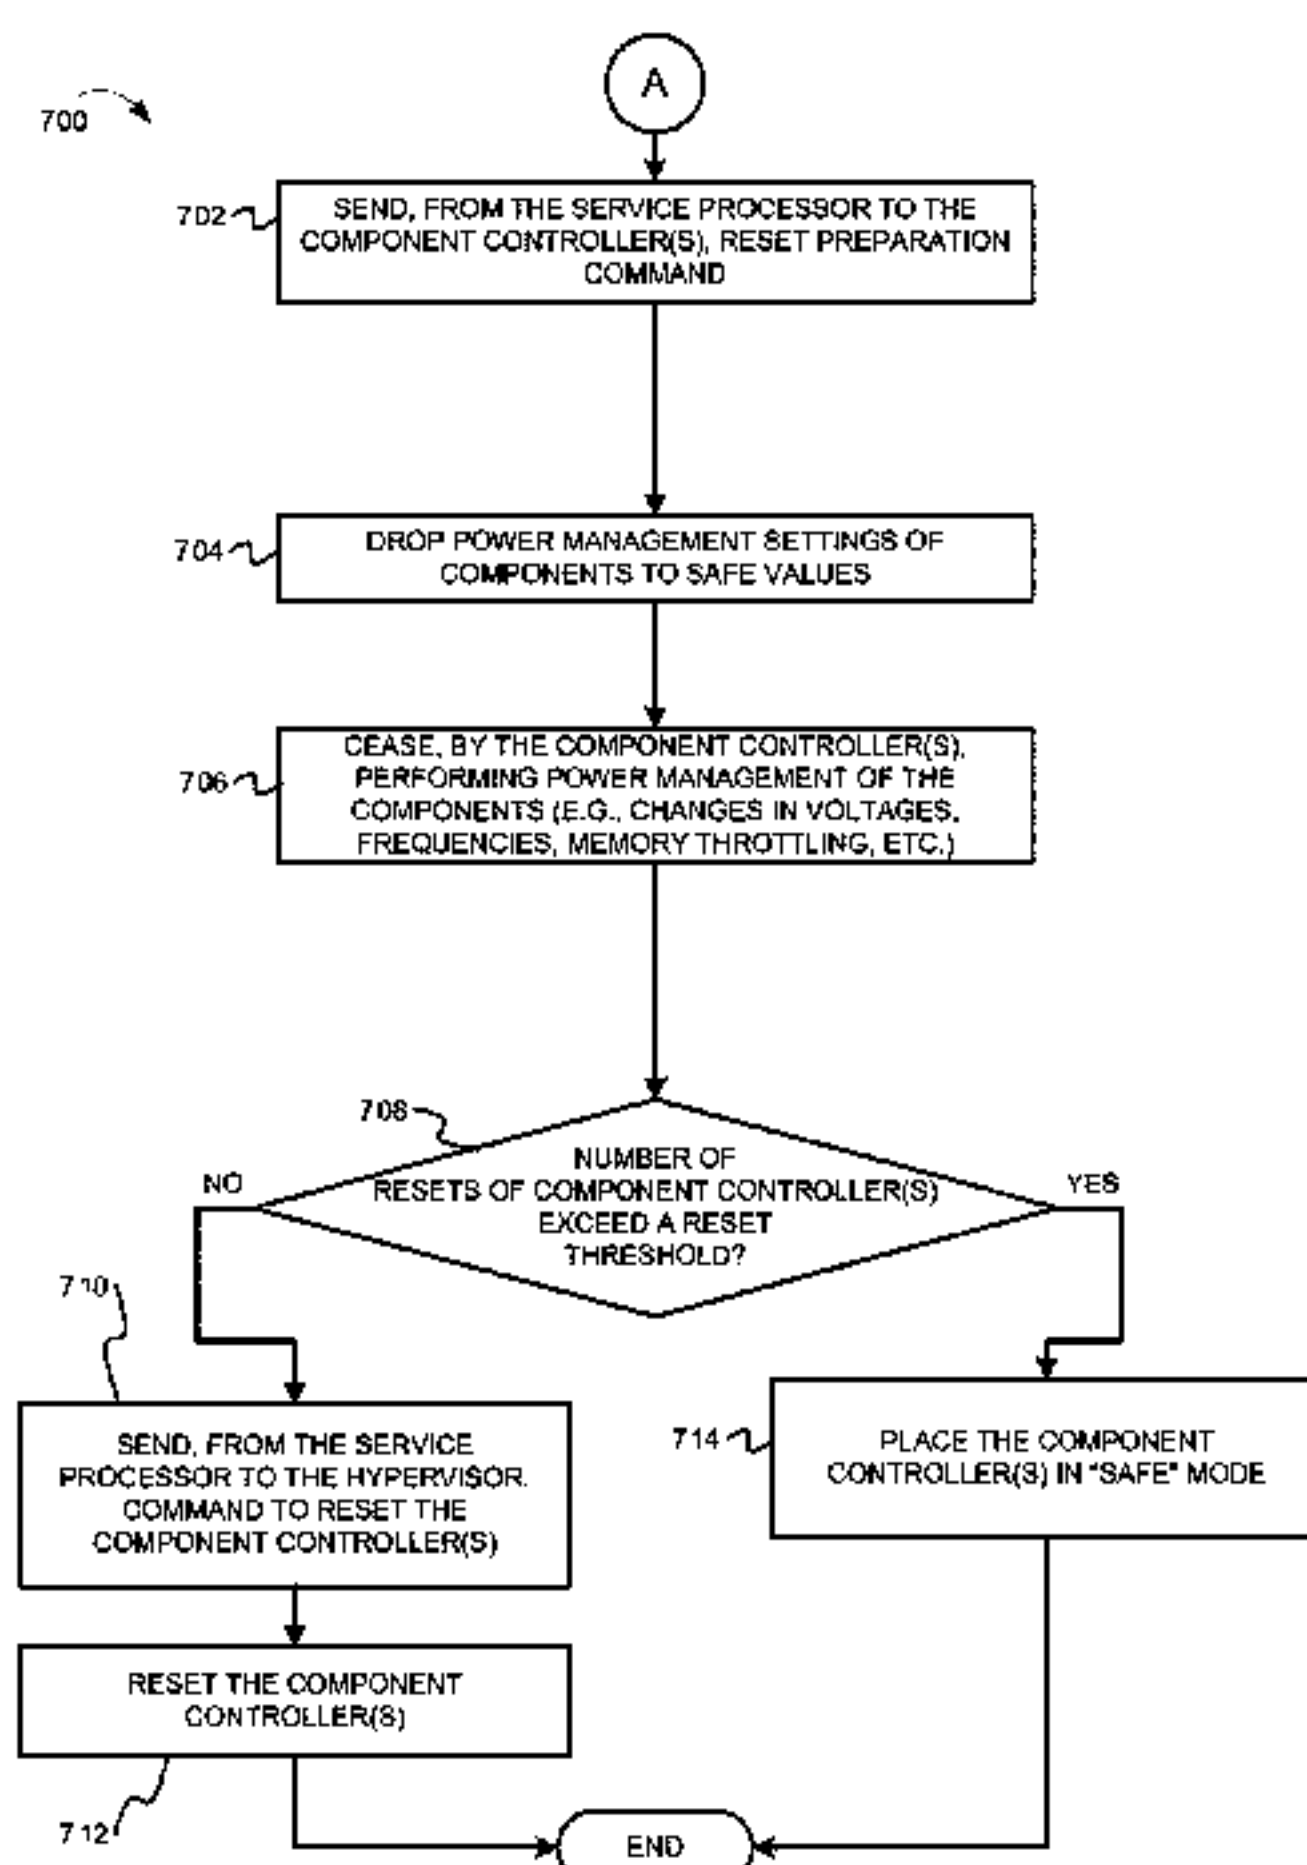 A
700
702
SEND, FROM THE SERVICE PROCESSOR TO THE
COMPONENT CONTROLLER(S), RESET PREPARATION
COMMAND
704
DROP POWER MANAGEMENT SETTINGS OF
COMPONENTS TO SAFE VALUES
706
CEASE, BY THE COMPONENT CONTROLLER(S),
PERFORMING POWER MANAGEMENT OF THE
COMPONENTS (E.G., CHANGES IN VOLTAGES,
FREQUENCIES, MEMORY THROTTLING, ETC.)
708
NUMBER OF
RESETS OF COMPONENT CONTROLLER(S)
EXCEED A RESET
THRESHOLD?
NO
YES
710
SEND, FROM THE SERVICE
PROCESSOR TO THE HYPERVISOR,
COMMAND TO RESET THE
COMPONENT CONTROLLER(S)
714
PLACE THE COMPONENT
CONTROLLER(S) IN "SAFE" MODE
RESET THE COMPONENT
CONTROLLER(S)
712
END